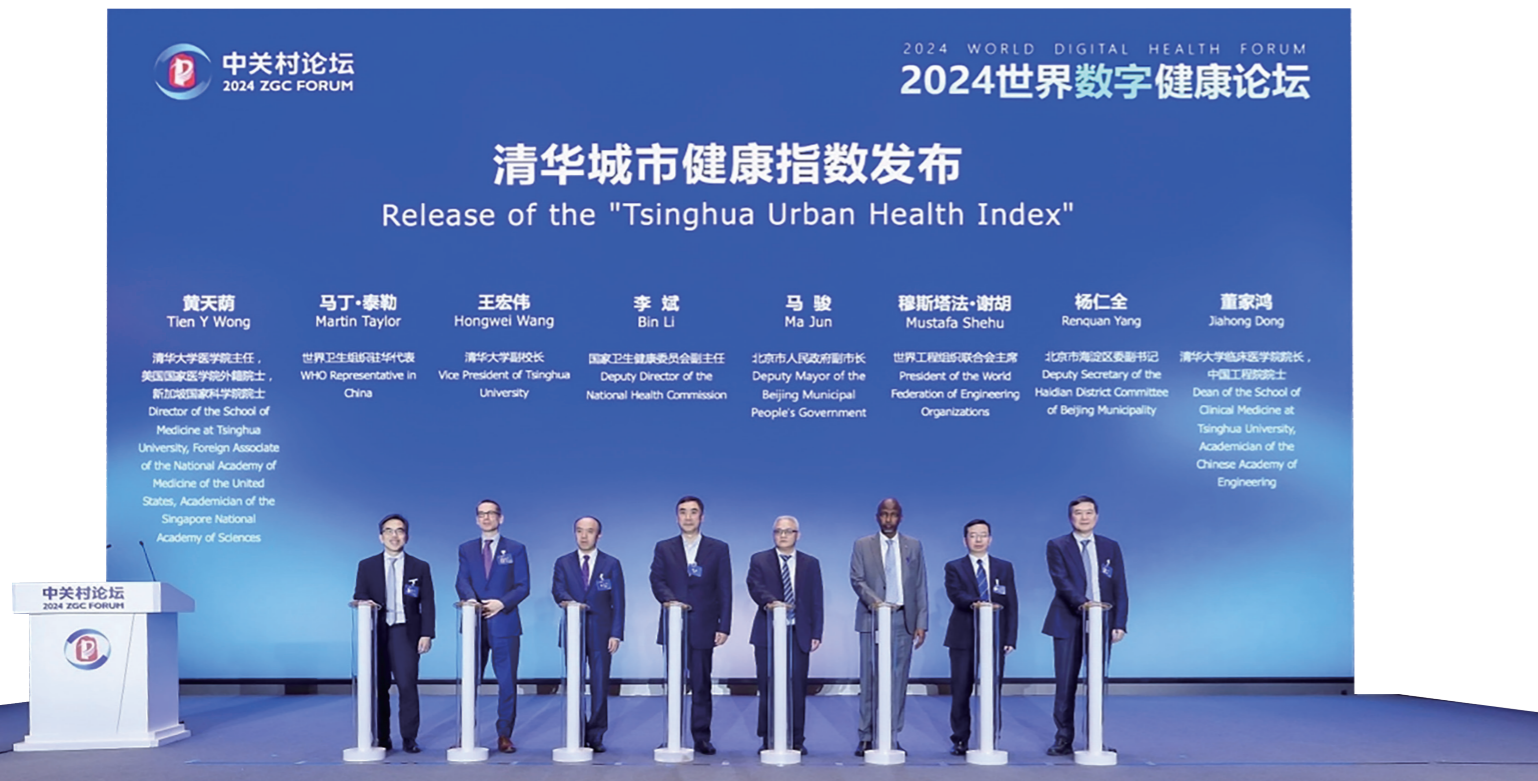 中关村论坛
2024 ZGC FORUM
2024 WORLD DIGITAL HEALTH FORUM
2024世界数字健康论坛
清华城市健康指数发布
Release of the "Tsinghua Urban Health Index"
黄天荫
Tien Y Wong
清华大学医学院主任，
美国国家医学院外籍院士，
新加坡国家科学院院士
Director of the School of
Medicine at Tsinghua
University, Foreign Associate
of the National Academy of
Medicine of the United
States, Academician of the
Singapore National
Academy of Sciences
马丁·泰勒
Martin Taylor
世界卫生组织驻华代表
WHO Representative in
China
王宏伟
Hongwei Wang
清华大学副校长
Vice President of Tsinghua
University
李 斌
Bin Li
国家卫生健康委员会副主任
Deputy Director of the
National Health Commission
马 骏
Ma Jun
北京市人民政府副市长
Deputy Mayor of the
Beijing Municipal
People's Government
穆斯塔法·谢胡
Mustafa Shehu
世界工程组织联合会主席
President of the World
Federation of Engineering
Organizations
杨仁全
Renquan Yang
北京市海淀区委副书记
Deputy Secretary of the
Haidian District Committee
of Beijing Municipality
董家鸿
Jiahong Dong
清华大学临床医学院院长，
中国工程院院士
Dean of the School of
Clinical Medicine at
Tsinghua University,
Academician of the
Chinese Academy of
Engineering
中关村论坛
2024 ZGC FORUM